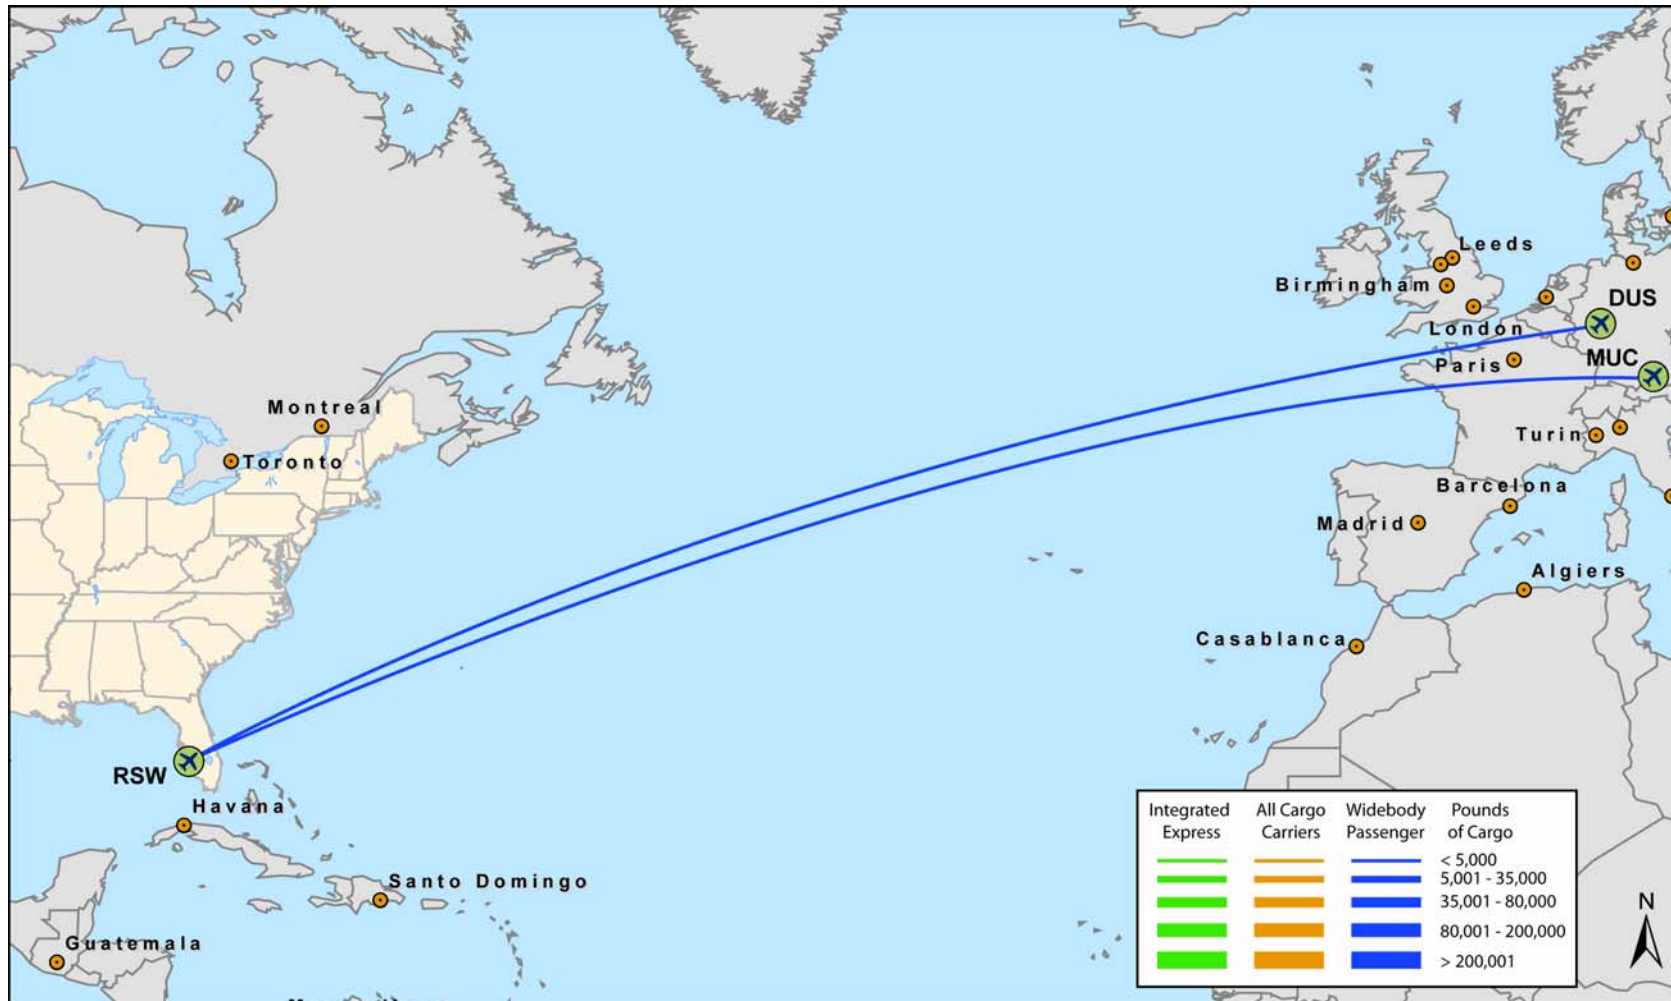 Leeds
Birmingham
DUS
London
MUC
Paris
Montreal
Turin
Toronto
Barcelona
Madrid
Algiers
Casablanca
RSW
Havana
Integrated Express
All Cargo Carriers
Widebody Passenger
Pounds of Cargo
< 5,000
5,001 - 35,000
35,001 - 80,000
80,001 - 200,000
> 200,001
Santo Domingo
N
Guatemala